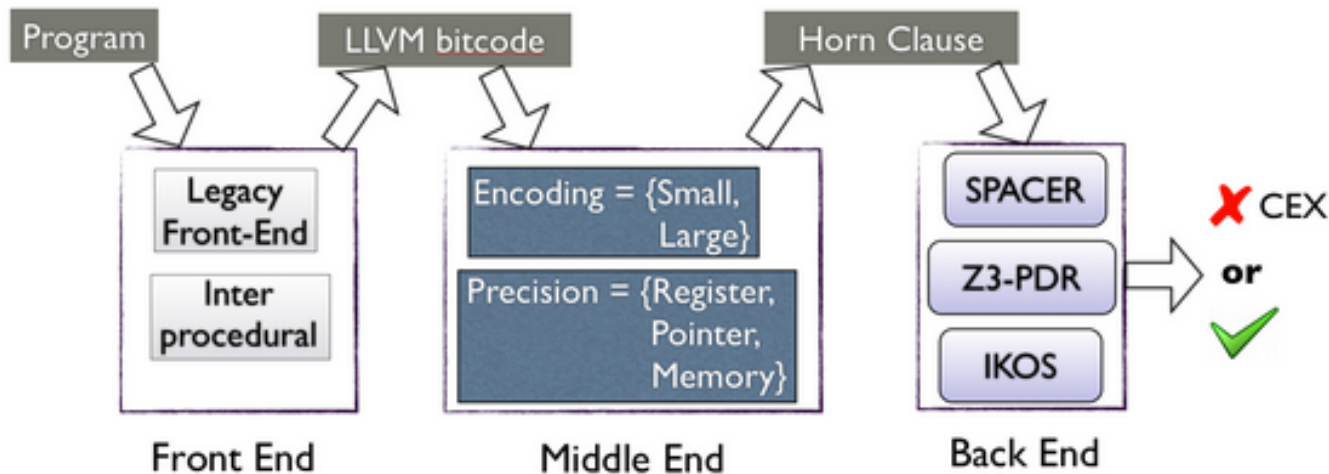 Program
LLVM bitcode
Horn Clause
Legacy
Front-End
Inter
procedural
Front End
Encoding = {Small,
Large}
Precision = {Register,
Pointer,
Memory}
Middle End
SPACER
Z3-PDR
IKOS
Back End
CEX
or